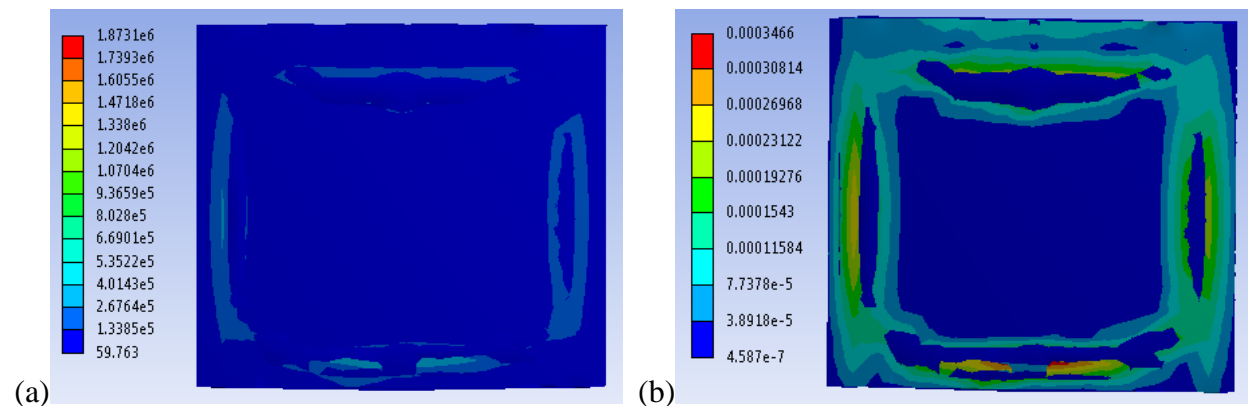 1.8731e6
1.7393e6
1.6055e6
1.4718e6
1.338e6
1.2042e6
1.0704e6
9.3659e5
8.028e5
6.6901e5
5.3522e5
4.0143e5
2.6764e5
1.3385e5
59.763
(a)
0.0003466
0.00030814
0.00026968
0.00023122
0.00019276
0.0001543
0.00011584
7.7378e-5
3.8918e-5
4.587e-7
(b)